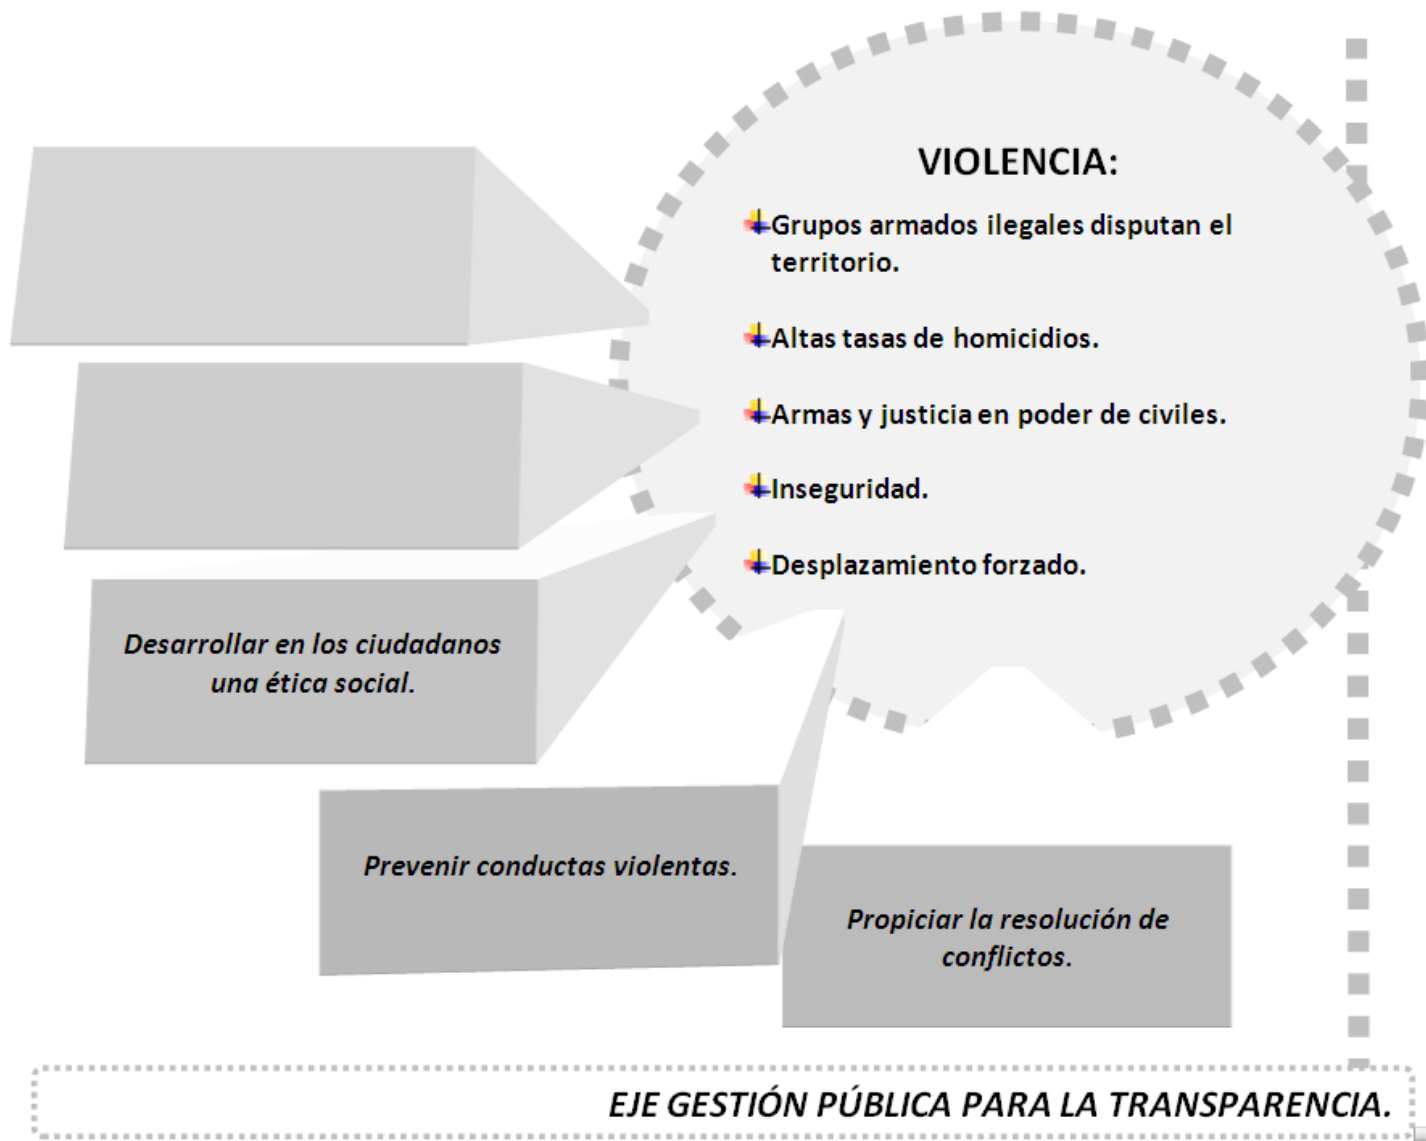 VIOLENCIA:
Grupos armados ilegales disputan el
territorio.
Altas tasas de homicidios.
Armas y justicia en poder de civiles.
Inseguridad.
Desplazamiento forzado.
Desarrollar en los ciudadanos
una ética social.
Prevenir conductas violentas.
Propiciar la resolución de
conflictos.
EJE GESTIÓN PÚBLICA PARA LA TRANSPARENCIA.